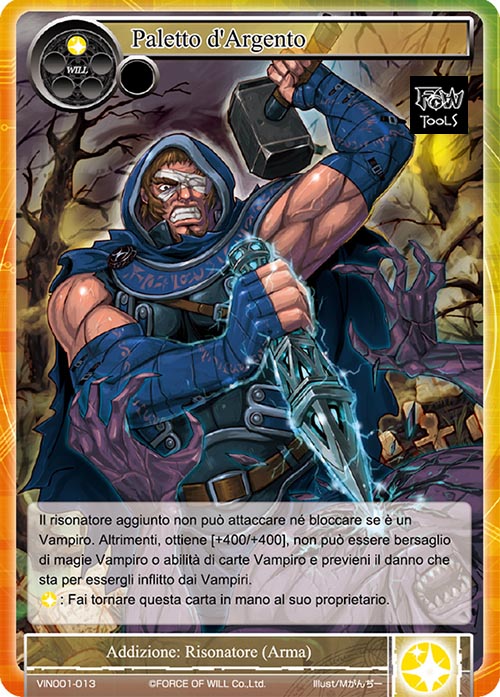 Paletto d'Argento
WILL
FOW
TOOLS
Il risonatore aggiunto non può attaccare né bloccare se è un
Vampiro. Altrimenti, ottiene [+400/+400], non può essere bersaglio
di magie Vampiro o abilità di carte Vampiro e previeni il danno che
sta per essergli inflitto dai Vampiri.
: Fai tornare questa carta in mano al suo proprietario.
Addizione: Risonatore (Arma)
VIN001-013 ©FORCE OF WILL Co.,Ltd. Illust/Mがんぢー